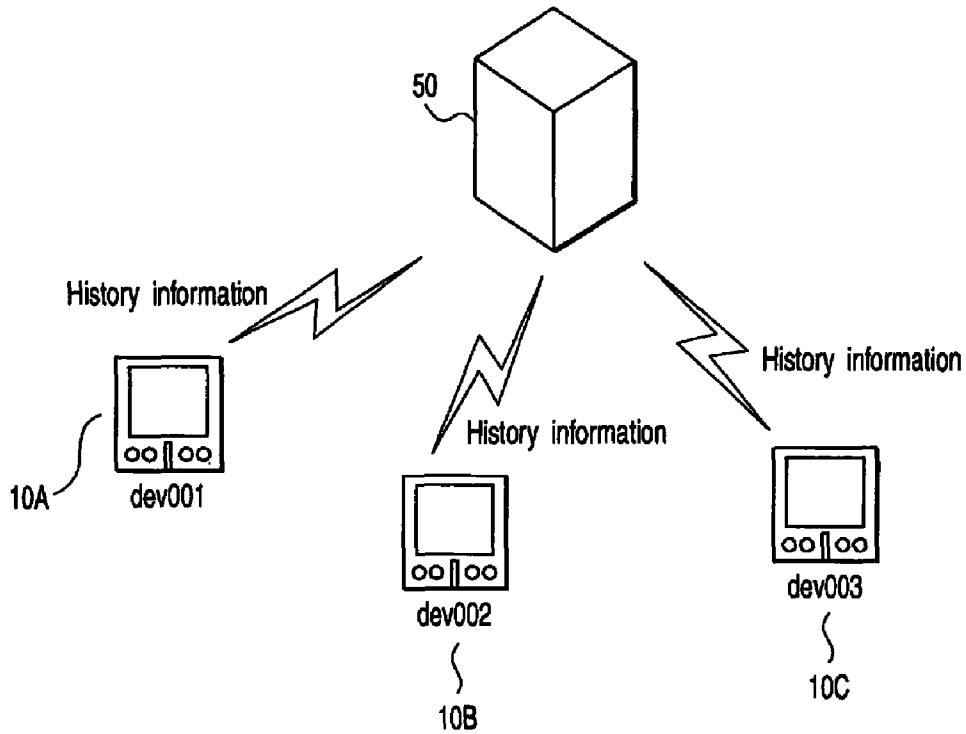 50
History information
History information
History information
10A
dev001
dev002
dev003
10B
10C